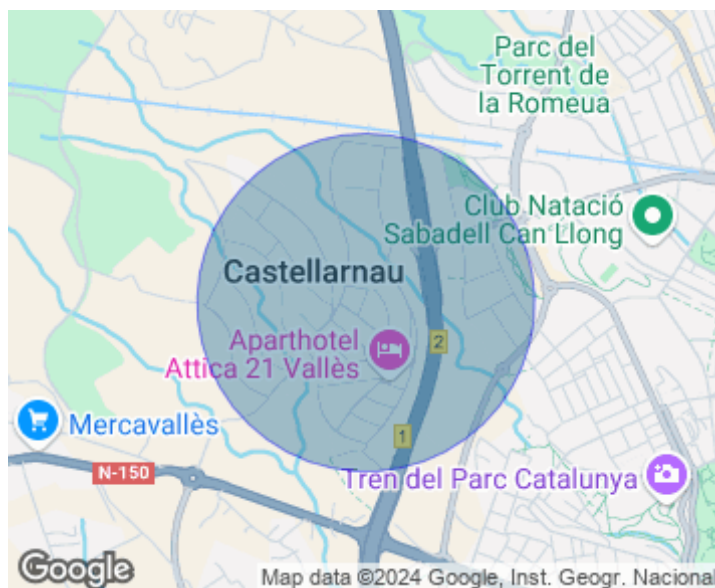 Parc del
Torrent de
la Romeua
Club Natació
Sabadell Can Llong
Castellarnau
Aparthotel
Attica 21 Vallès
2
Mercavallès
1
N-150
Tren del Parc Catalunya
Google
Map data ©2024 Google, Inst. Geogr. Nacional